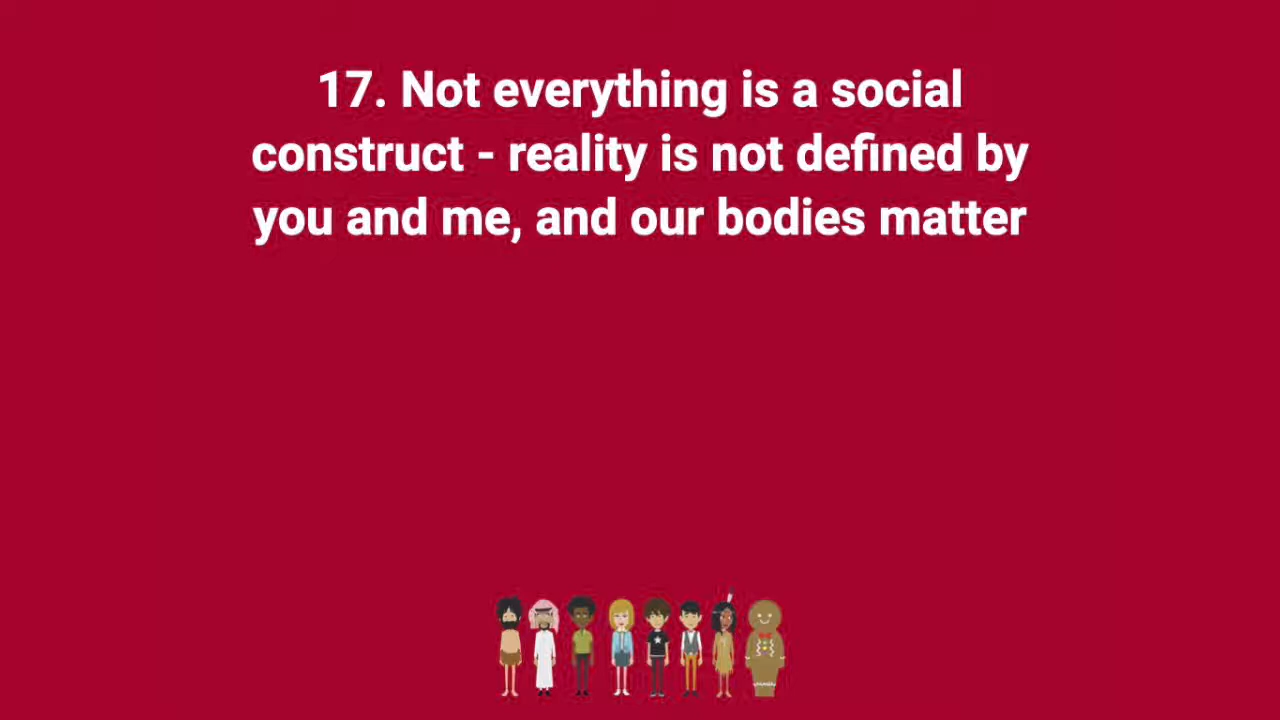 17. Not everything is a social
construct - reality is not defined by
you and me, and our bodies matter